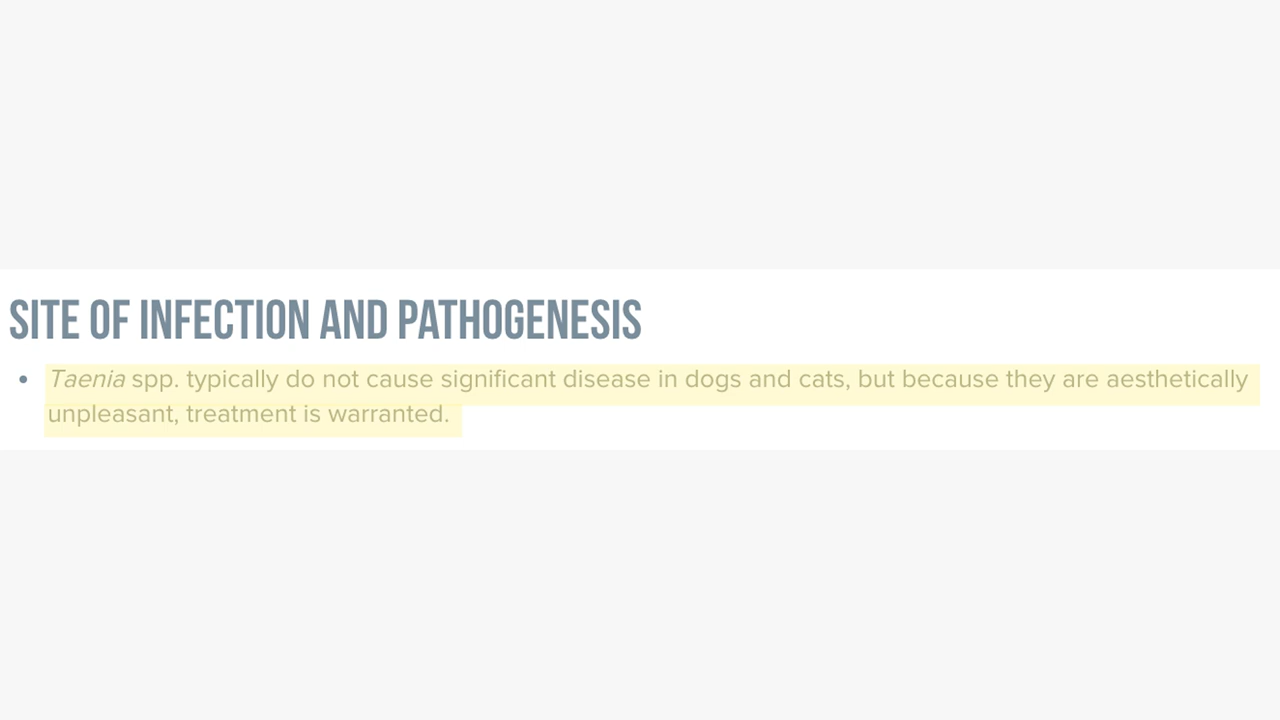 SITE OF INFECTION AND PATHOGENESIS
• Taenia spp. typically do not cause significant disease in dogs and cats, but because they are aesthetically
unpleasant, treatment is warranted.